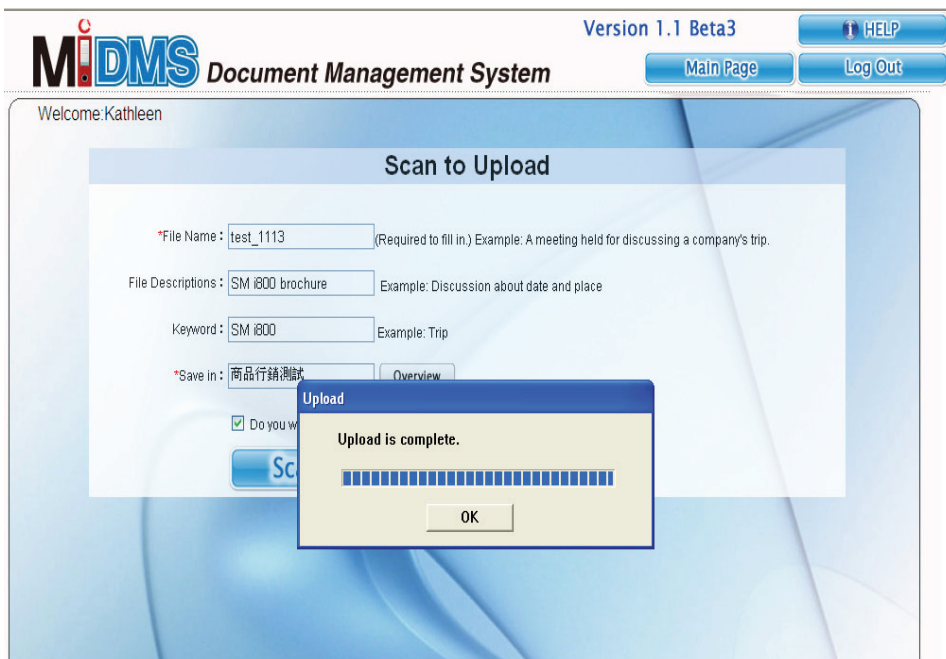 Version 1.1 Beta3
HELP
MiDMS Document Management System
Main Page
Log Out
Welcome:Kathleen
Scan to Upload
*File Name : test_1113 (Required to fill in.) Example: A meeting held for discussing a company's trip.
File Descriptions : SM i800 brochure Example: Discussion about date and place
Keyword : SM i800 Example: Trip
*Save in : 商品行銷測試 Overview
Upload
Do you w
Upload is complete.
Sc
OK